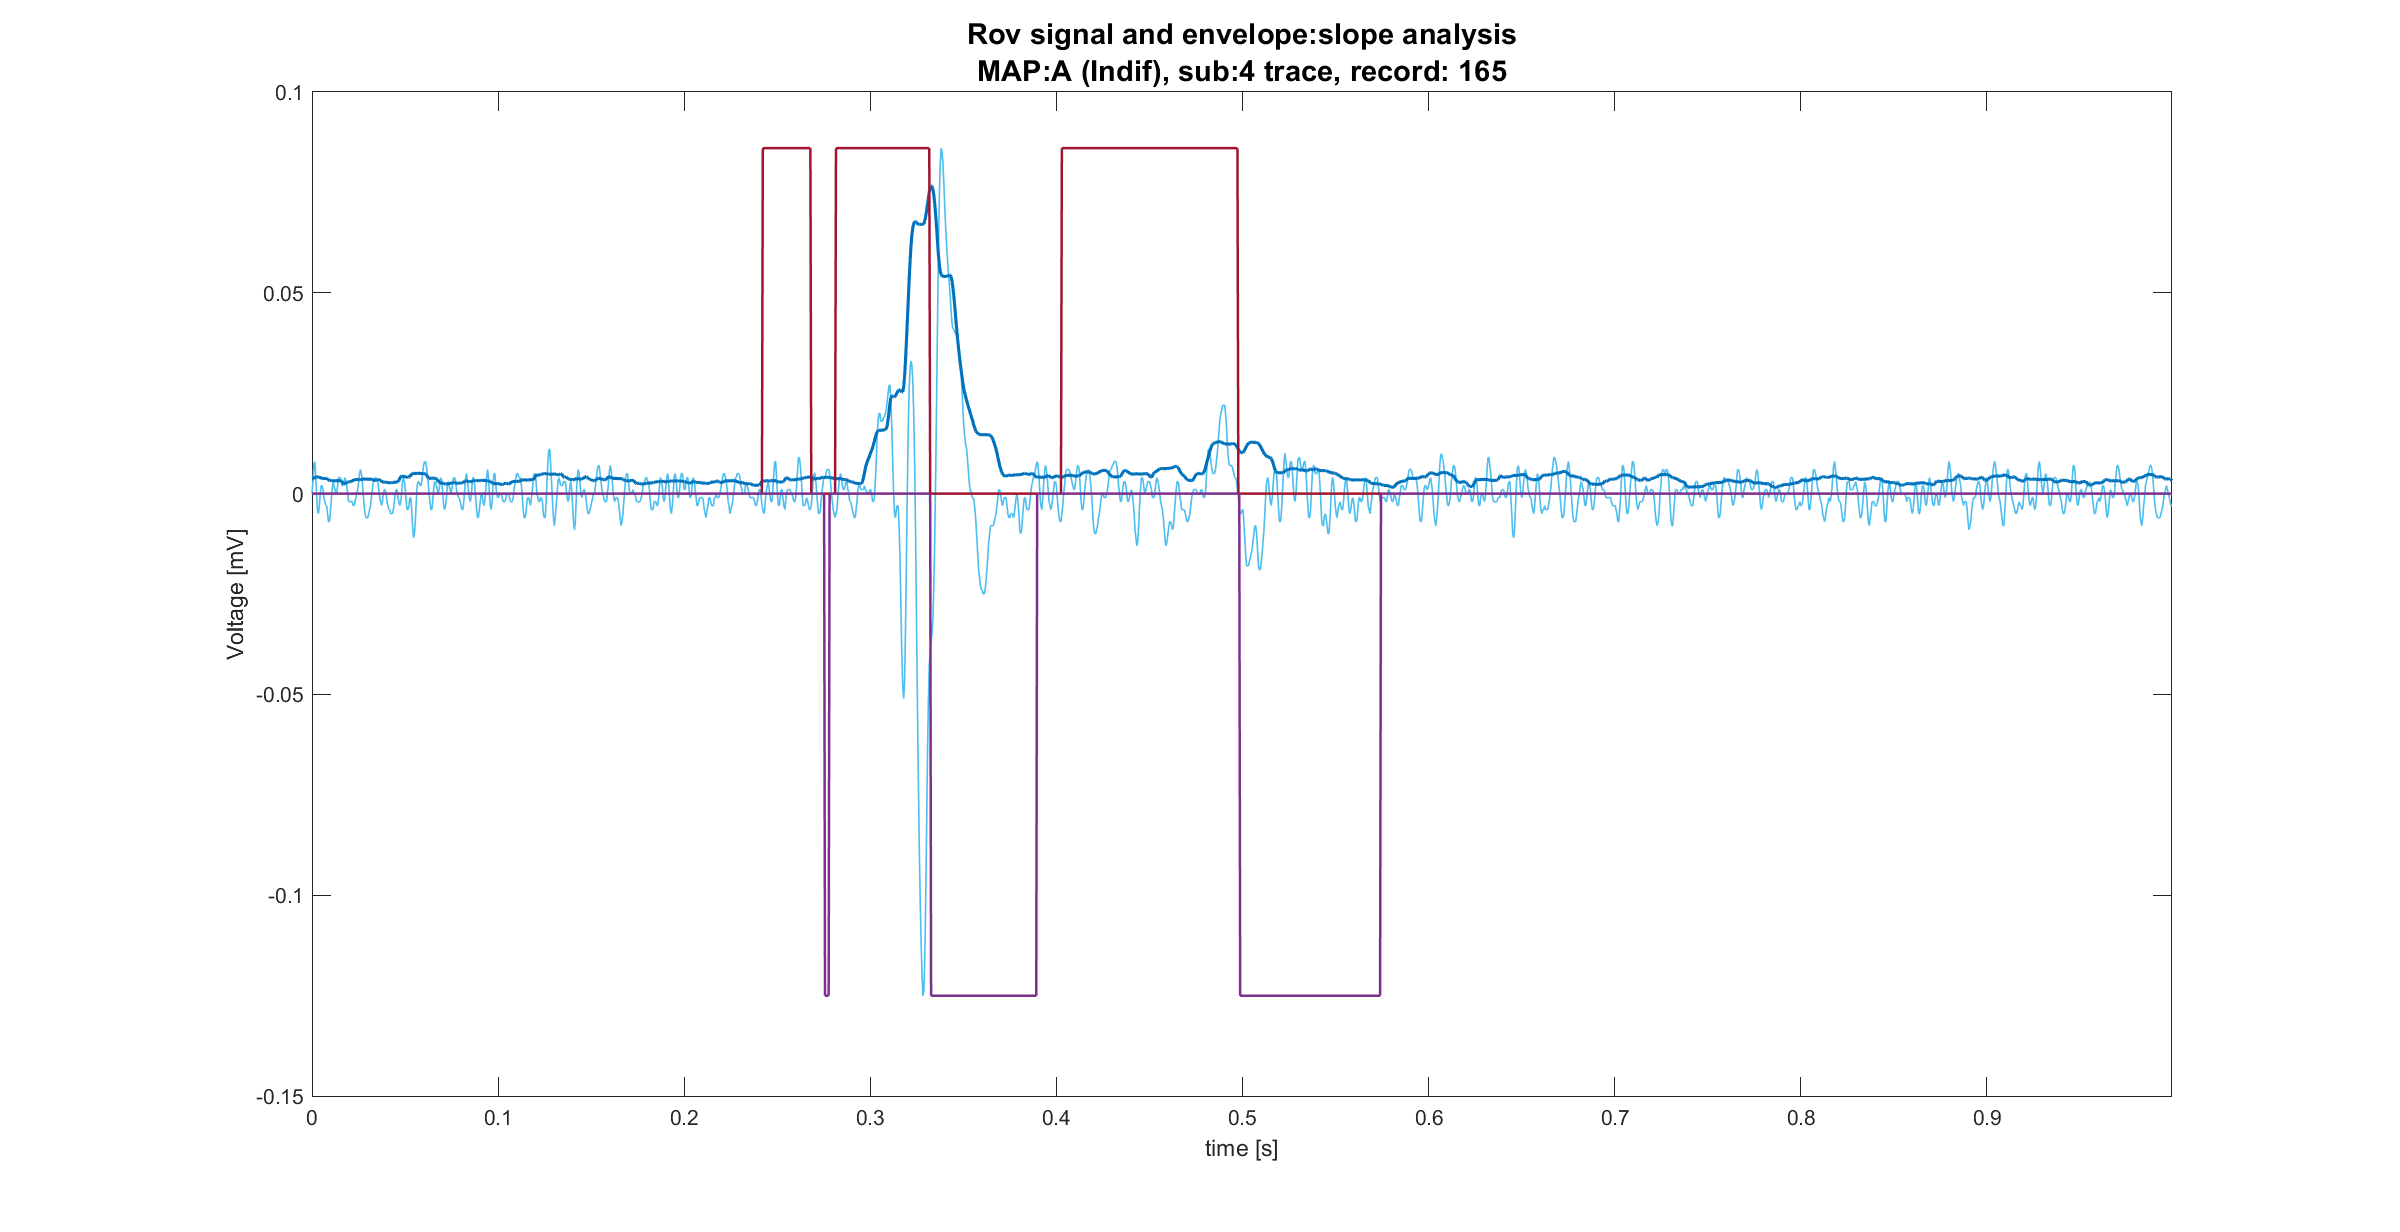 Rov signal and envelope:slope analysis
MAP:A (Indif), sub:4 trace, record: 165
0.1
0.05
0
-0.05
-0.1
-0.15
Voltage [mV]
0 0.1 0.2 0.3 0.4 0.5 0.6 0.7 0.8 0.9
time [s]